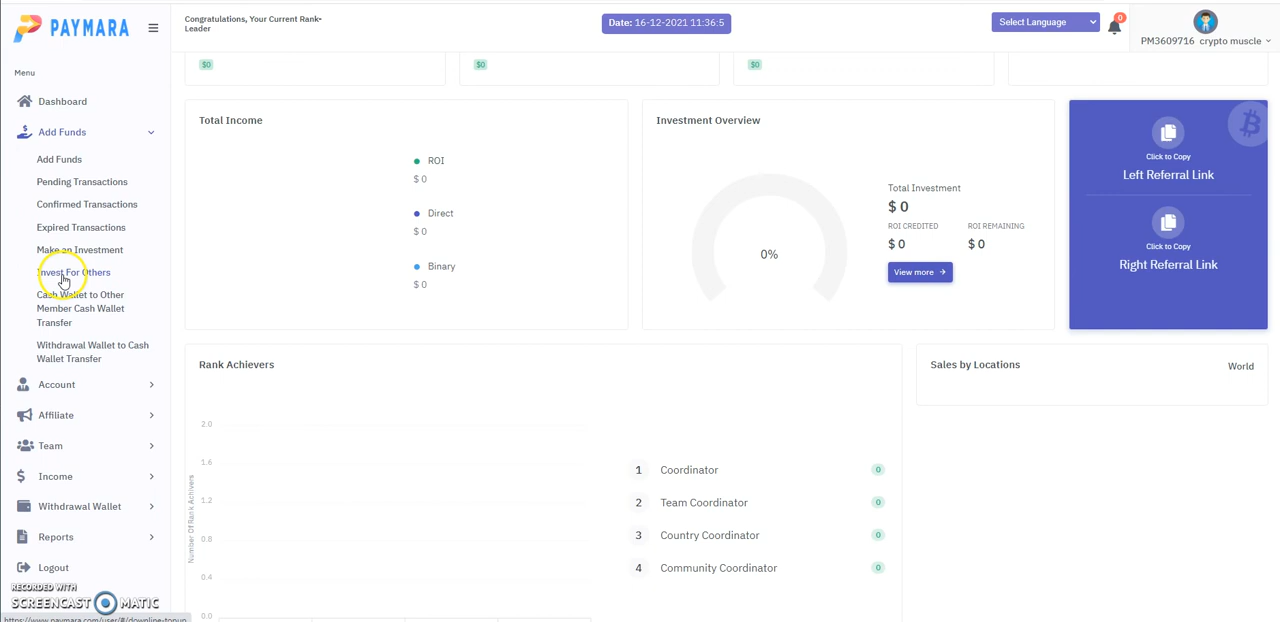 PAYMARA
Congratulations, Your Current Rank-
Leader
Date: 16-12-2021 11:36:5
Select Language
0
PM3609716 crypto muscle
Menu
Dashboard
Add Funds
Add Funds
Pending Transactions
Confirmed Transactions
Expired Transactions
Make an Investment
Invest For Others
Cash Wallet to Other
Member Cash Wallet
Transfer
Withdrawal Wallet to Cash
Wallet Transfer
Account
Affiliate
Team
Income
Withdrawal Wallet
Reports
Logout
RECORDED WITH
SCREENCAST MATIC
https://www.paymara.com/user/#/downline-topup
$0
$0
$0
Total Income
ROI
$ 0
Direct
$ 0
Binary
$ 0
Investment Overview
0%
Total Investment
$ 0
ROI CREDITED
ROI REMAINING
$ 0
$ 0
View more
Click to Copy
Left Referral Link
Click to Copy
Right Referral Link
Rank Achievers
Number Of Rank Achivers
2.0
1.6
1.2
0.8
0.4
0.0
1 Coordinator 0
2 Team Coordinator 0
3 Country Coordinator 0
4 Community Coordinator 0
Sales by Locations
World